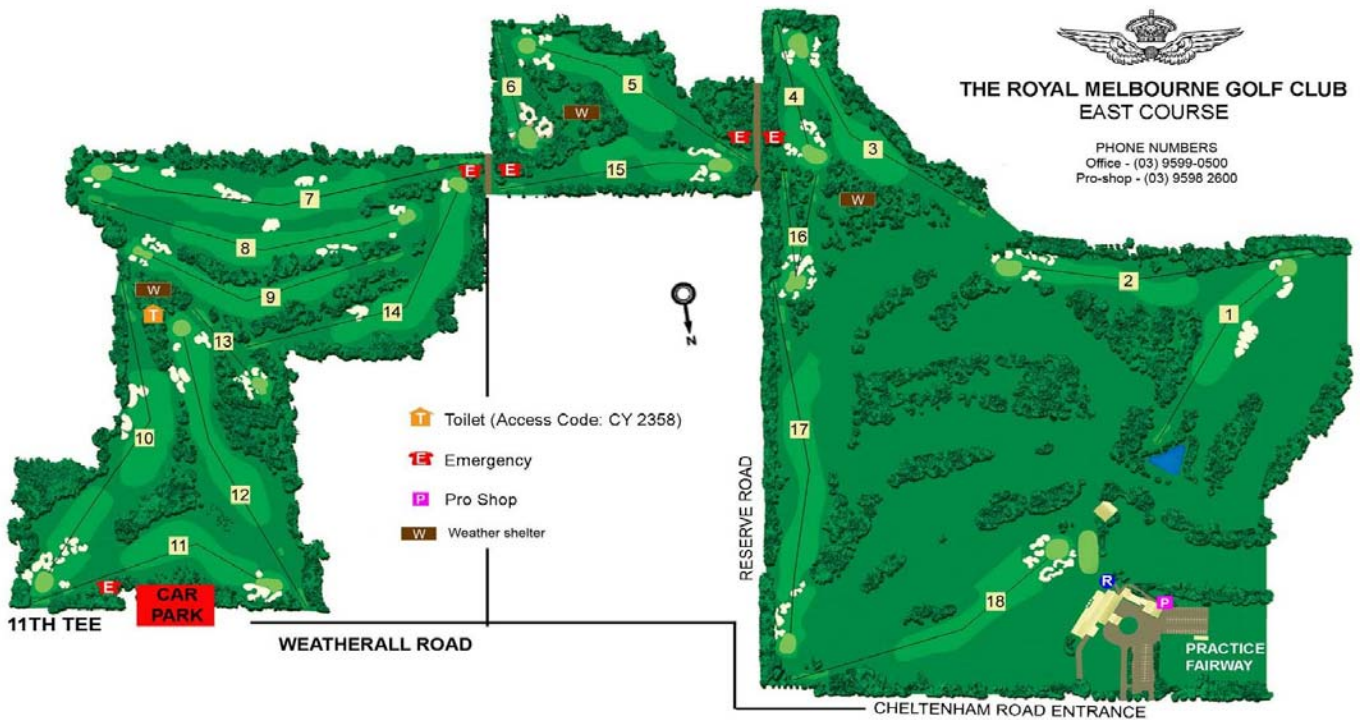 THE ROYAL MELBOURNE GOLF CLUB
EAST COURSE
PHONE NUMBERS
Office - (03) 9599-0500
Pro-shop - (03) 9598 2600
6
5
W
4
3
E
E
15
E
E
7
8
W
16
2
1
W
T
9
14
13
N
10
12
11
17
18
T Toilet (Access Code: CY 2358)
E Emergency
P Pro Shop
W Weather shelter
RESERVE ROAD
R
P
E
CAR
PARK
11TH TEE
WEATHERALL ROAD
PRACTICE
FAIRWAY
CHELTENHAM ROAD ENTRANCE